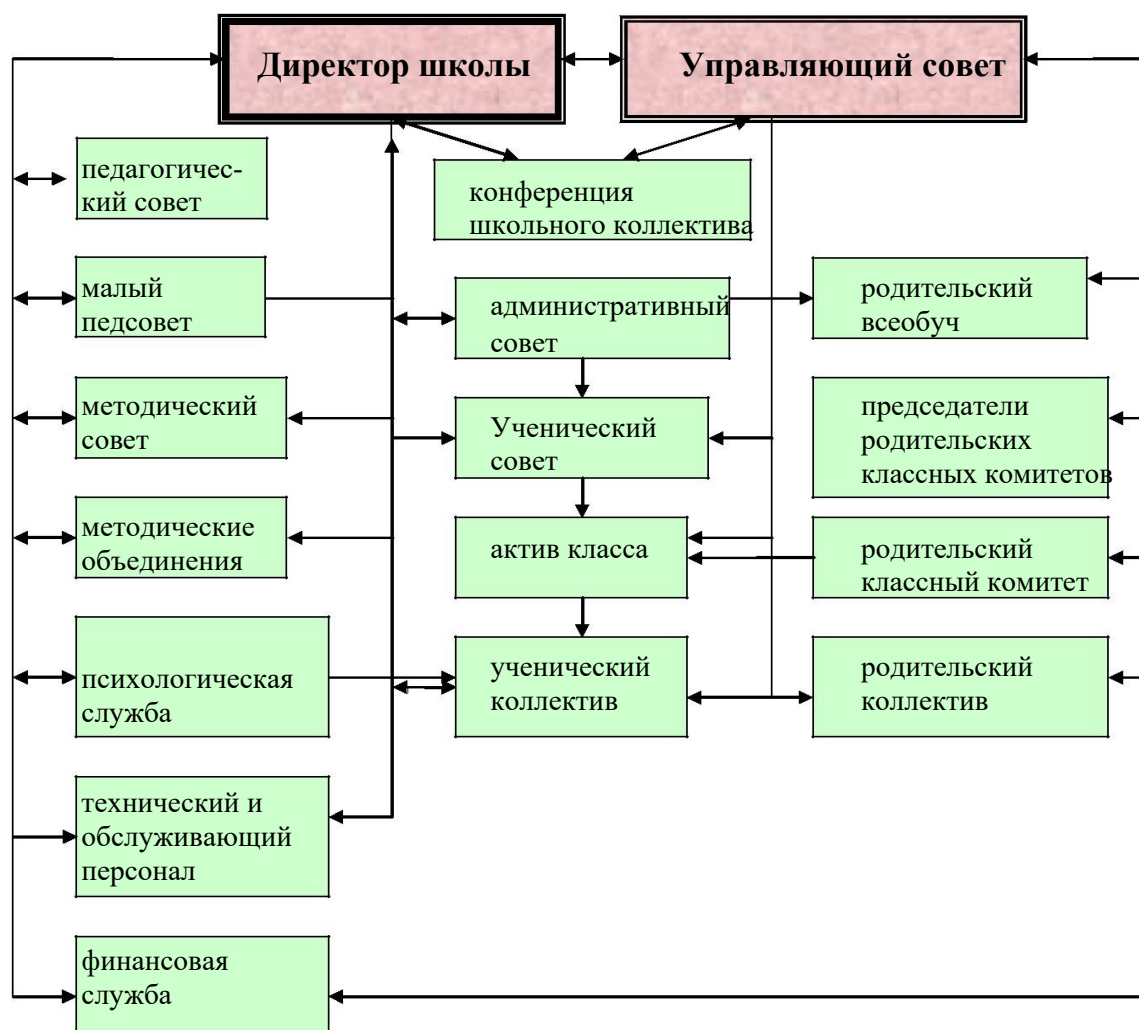 Директор школы
Управляющий совет
педагогичес-
кий совет
конференция
школьного коллектива
малый
педсовет
административный
совет
родительский
всеобуч
методический
совет
Ученический
совет
председатели
родительских
классных комитетов
методические
объединения
актив класса
родительский
классный комитет
психологическая
служба
ученический
коллектив
родительский
коллектив
технический и
обслуживающий
персонал
финансовая
служба